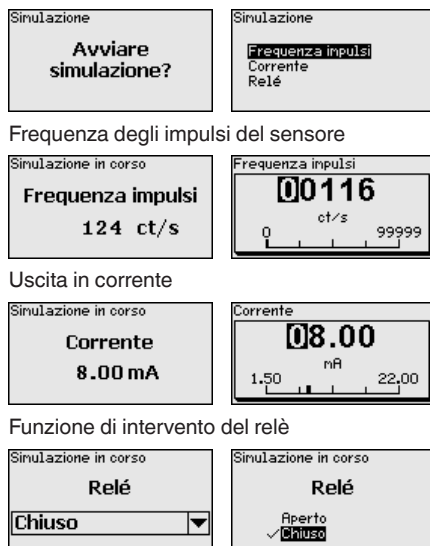 Simulazione
Avviare
simulazione?
Simulazione
Frequenza impulsi
Corrente
Relé
Frequenza degli impulsi del sensore
Simulazione in corso
Frequenza impulsi
124 ct/s
Frequenza impulsi
00116
ct/s
0 99999
Uscita in corrente
Simulazione in corso
Corrente
8.00 mA
Corrente
08.00
mA
1.50 22.00
Funzione di intervento del relè
Simulazione in corso
Relé
Chiuso
Simulazione in corso
Relé
Aperto
Chiuso